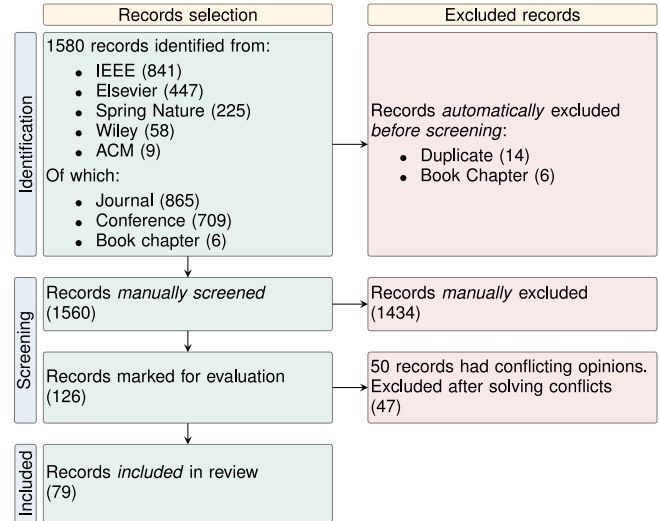 Records selection
Excluded records
Identification
1580 records identified from:
• IEEE (841)
• Elsevier (447)
• Spring Nature (225)
• Wiley (58)
• ACM (9)
Of which:
• Journal (865)
• Conference (709)
• Book chapter (6)
Records automatically excluded
before screening:
• Duplicate (14)
• Book Chapter (6)
Screening
Records manually screened
(1560)
Records manually excluded
(1434)
Records marked for evaluation
(126)
50 records had conflicting opinions.
Excluded after solving conflicts
(47)
Included
Records included in review
(79)